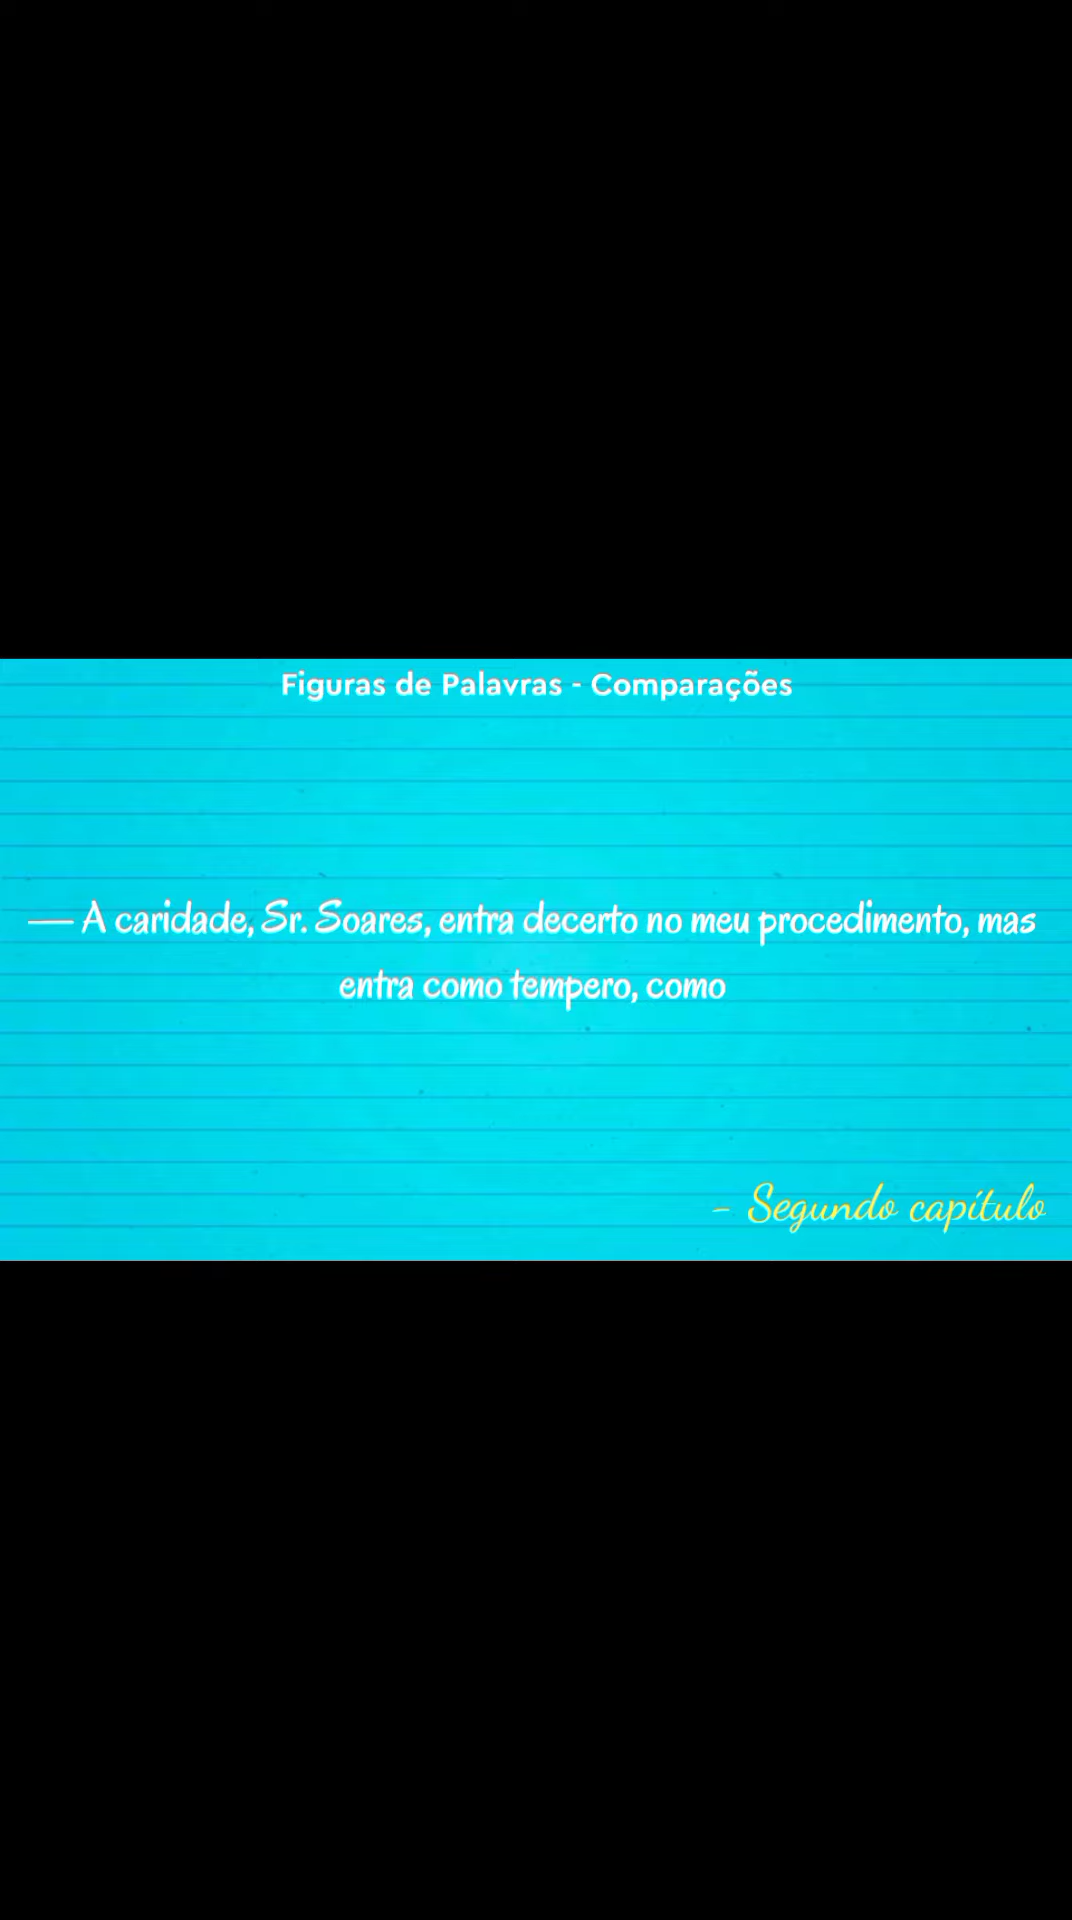 Figuras de Palavras - Comparações
— A caridade, Sr. Soares, entra decerto no meu procedimento, mas
entra como tempero, como
- Segundo capítulo